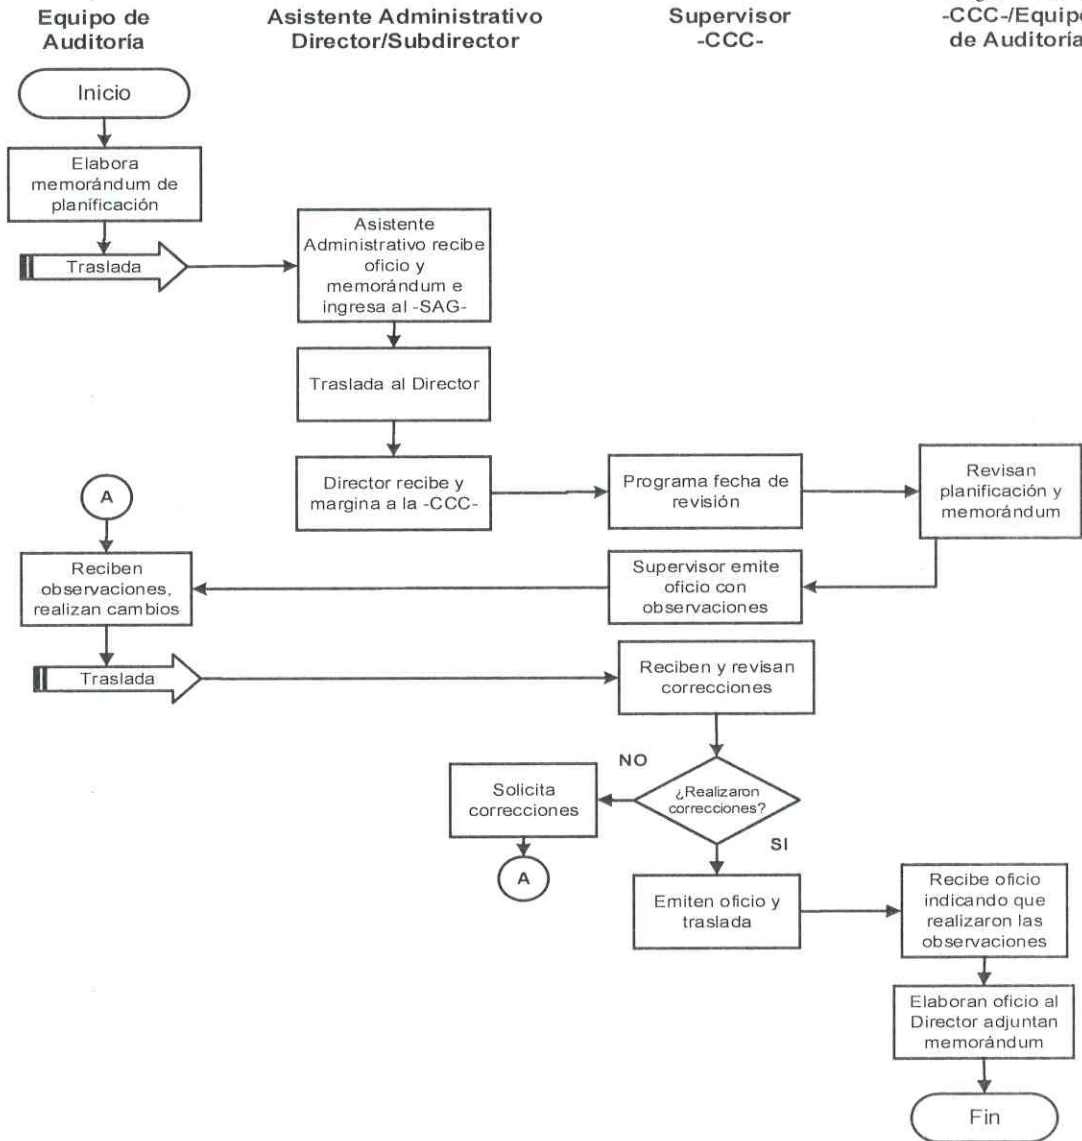 Equipo de
Auditoría
Asistente Administrativo
Director/Subdirector
Supervisor
-CCC-
-CCC-/Equipo
de Auditoría
Inicio
Elabora
memorándum de
planificación
Traslada
Asistente
Administrativo recibe
oficio y
memorándum e
ingresa al -SAG-
Traslada al Director
Director recibe y
margina a la -CCC-
Programa fecha de
revisión
Revisan
planificación y
memorándum
A
Reciben
observaciones,
realizan cambios
Supervisor emite
oficio con
observaciones
Traslada
Reciben y revisan
correcciones
NO
¿Realizaron
correcciones?
Solicita
correcciones
SI
A
Emiten oficio y
traslada
Recibe oficio
indicando que
realizaron las
observaciones
Elaboran oficio al
Director adjuntan
memorándum
Fin